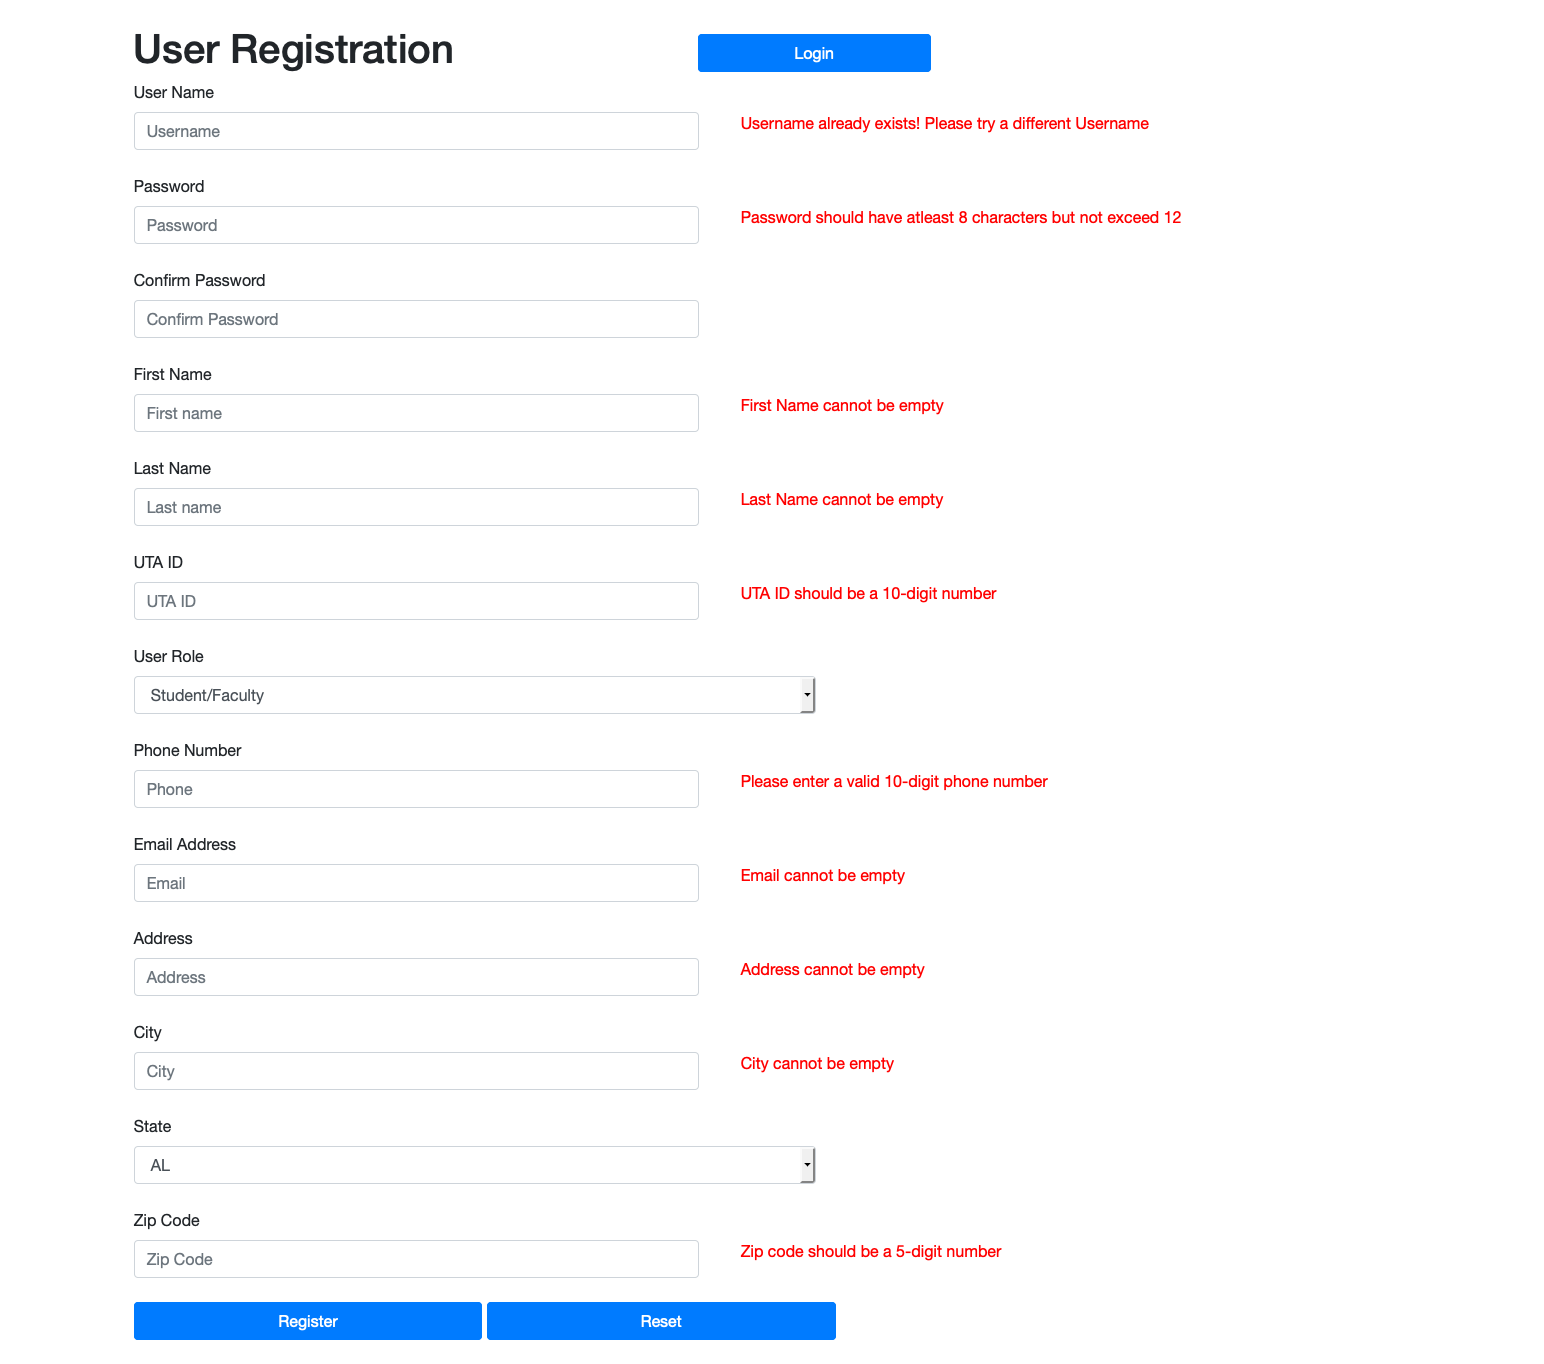 User Registration
Login
User Name
Username
Username already exists! Please try a different Username
Password
Password
Password should have atleast 8 characters but not exceed 12
Confirm Password
Confirm Password
First Name
First name
First Name cannot be empty
Last Name
Last name
Last Name cannot be empty
UTA ID
UTA ID
UTA ID should be a 10-digit number
User Role
Student/Faculty
Phone Number
Phone
Please enter a valid 10-digit phone number
Email Address
Email
Email cannot be empty
Address
Address
Address cannot be empty
City
City
City cannot be empty
State
AL
Zip Code
Zip Code
Zip code should be a 5-digit number
Register
Reset